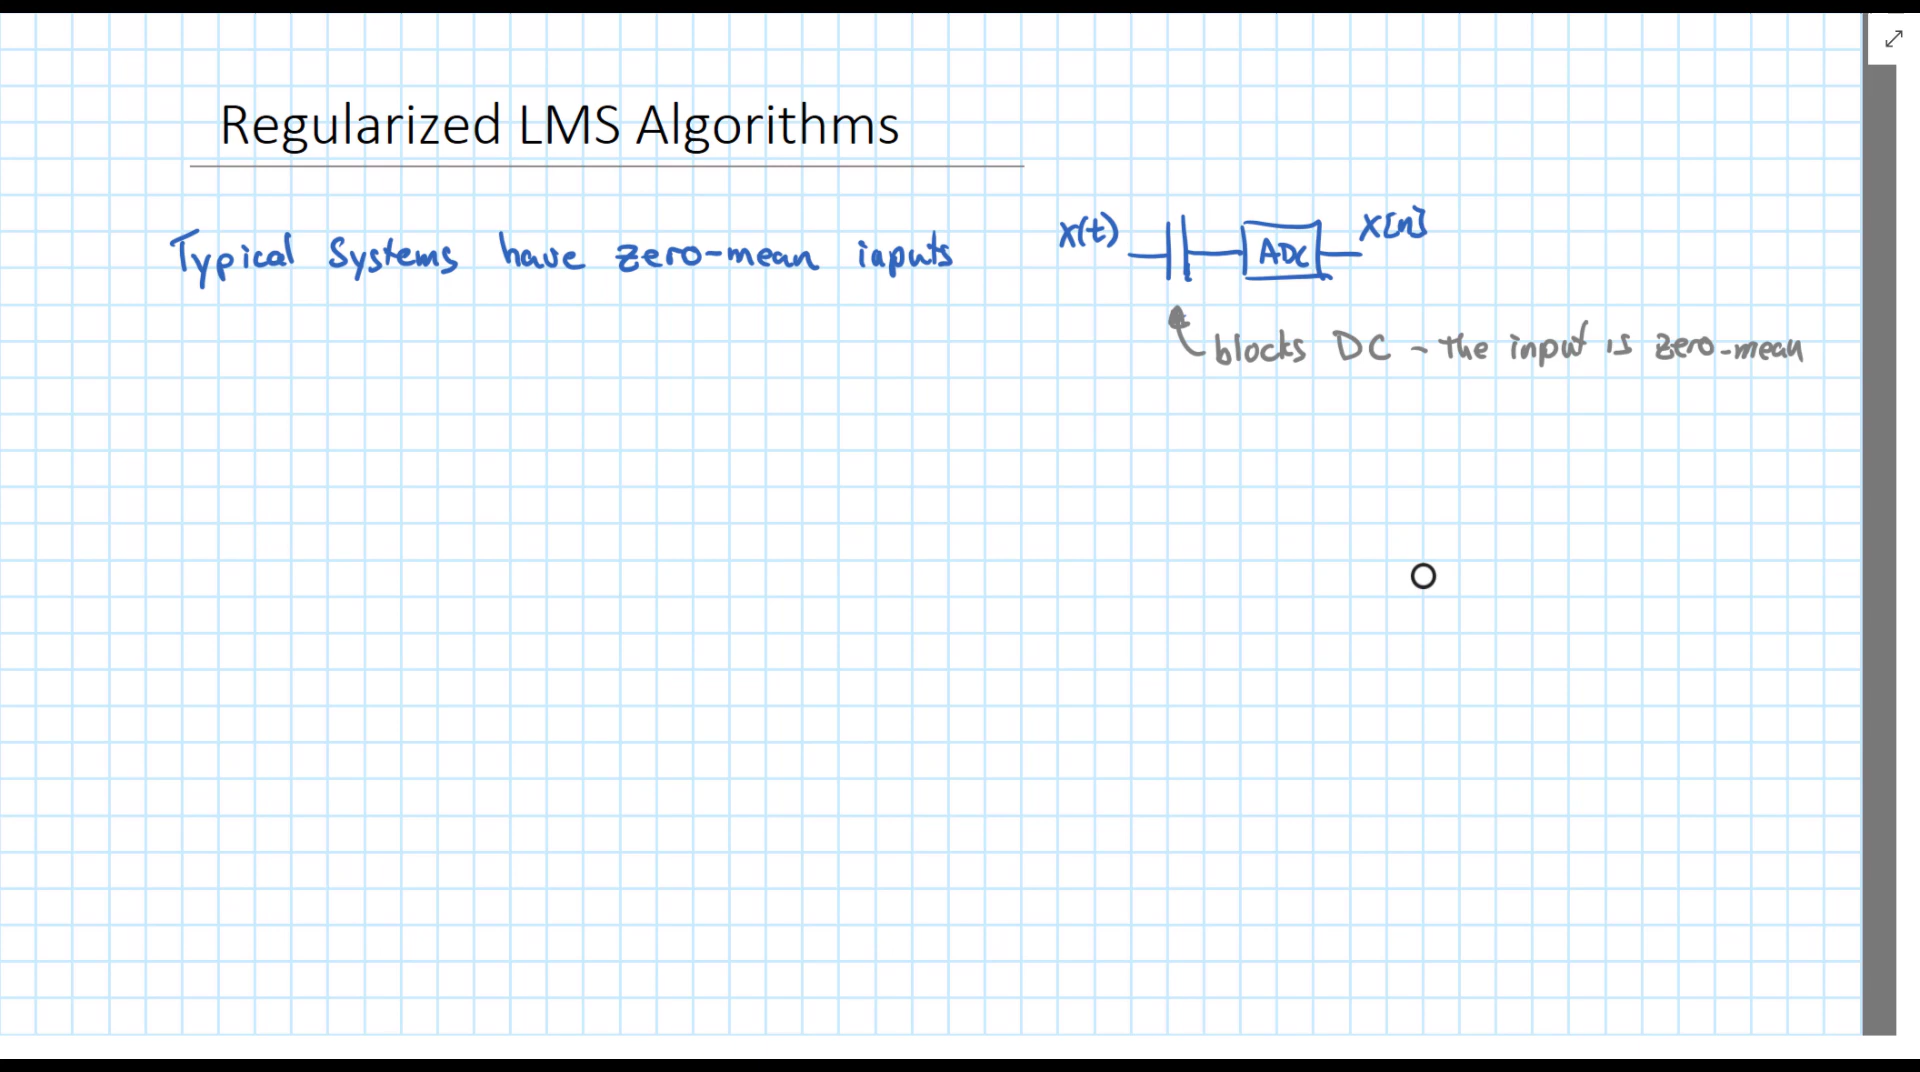 Regularized LMS Algorithms
Typical Systems have zero-mean inputs
x(t) ADC x[n]
blocks DC - the input is zero-mean